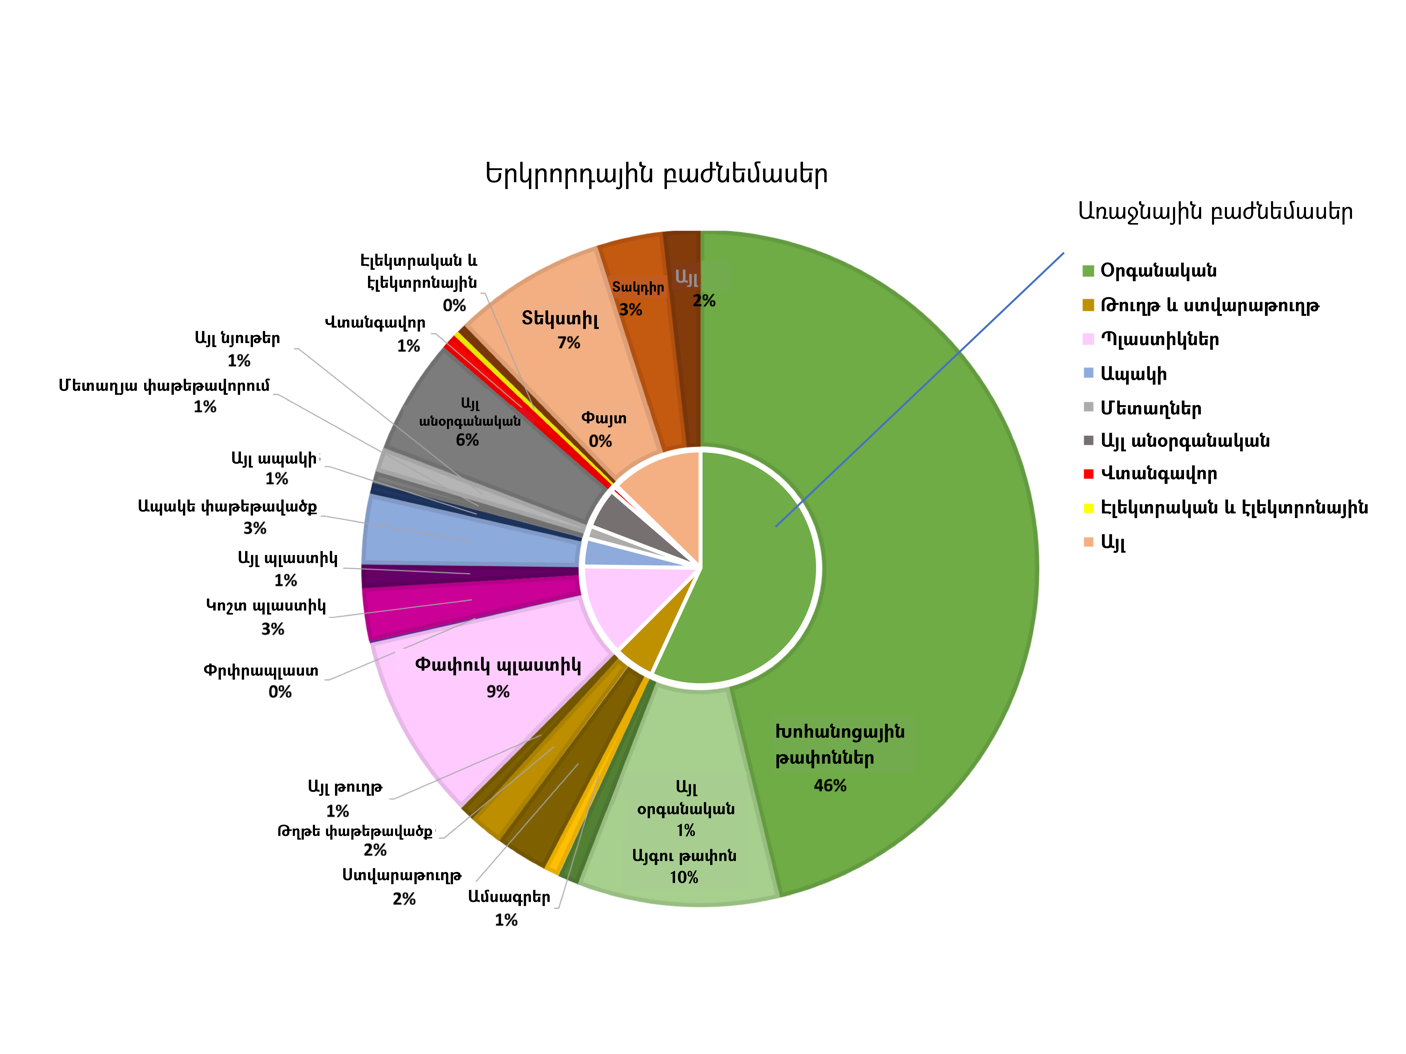 Երկրորդային բաժնեմասեր
Առաջնային բաժնեմասեր
Օրգանական
Թուղթ և ստվարաթուղթ
Պլաստիկներ
Ապակի
Մետաղներ
Այլ անօրգանական
Վտանգավոր
Էլեկտրական և էլեկտրոնային
Այլ
Էլեկտրական և
էլեկտրոնային
0%
Վտանգավոր
1%
Այլ նյութեր
1%
Մետաղյա փաթեթավորում
1%
Այլ ապակի
1%
Ապակե փաթեթավածք
3%
Այլ պլաստիկ
1%
Կոշտ պլաստիկ
3%
Փրփրապլաստ
0%
Այլ թուղթ
1%
Թղթե փաթեթավածք
2%
Ստվարաթուղթ
2%
Ամսագրեր
1%
Տեկստիլ
7%
Տակդիր
3%
Այլ
2%
Փայտ
0%
Այլ
անօրգանական
6%
Փափուկ պլաստիկ
9%
Խոհանոցային
թափոններ
46%
Այլ
օրգանական
1%
Այգու թափոն
10%